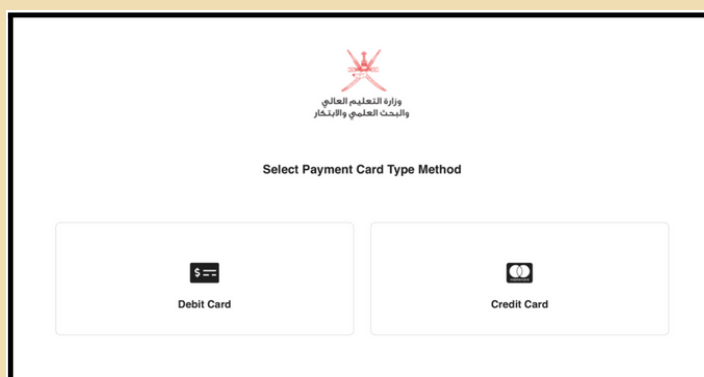 وزارة التعليم العالي
والبحث العلمي والابتكار
Select Payment Card Type Method
Debit Card
Credit Card